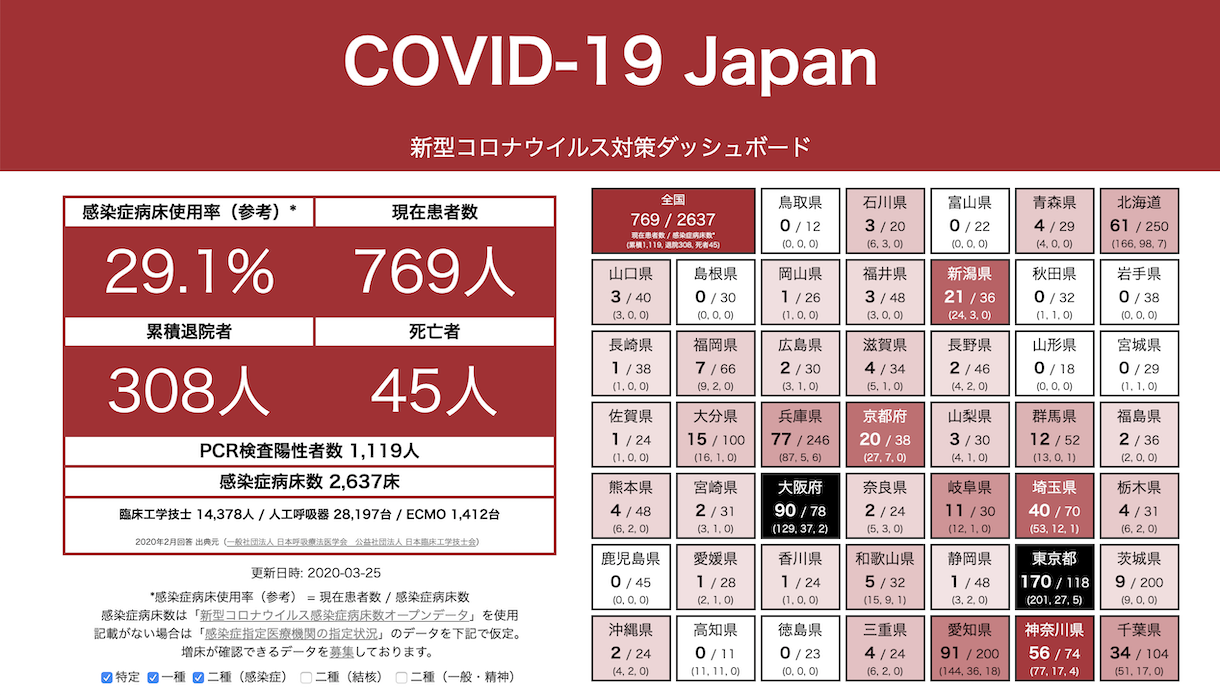 COVID-19 Japan
新型コロナウイルス対策ダッシュボード
感染症病床使用率（参考）* 現在患者数
29.1% 769人
累積退院者 死亡者
308人 45人
PCR検査陽性者数 1,119人
感染症病床数 2,637床
臨床工学技士 14,378人 / 人工呼吸器 28,197台 / ECMO 1,412台
2020年2月回答 出典元（一般社団法人 日本呼吸療法医学会　公益社団法人 日本臨床工学技士会）
更新日時: 2020-03-25
*感染症病床使用率（参考） = 現在患者数 / 感染症病床数
感染症病床数は「新型コロナウイルス感染症病床数オープンデータ」を使用
記載がない場合は「感染症指定医療機関の指定状況」のデータを下記で仮定。
増床が確認できるデータを募集しております。
特定 一種 二種（感染症） 二種（結核） 二種（一般・精神）
全国
769 / 2637
現在患者数 / 感染症病床数*
(累積1,119, 退院308, 死者45)
鳥取県 石川県 富山県 青森県 北海道
0 / 12 3 / 20 0 / 22 4 / 29 61 / 250
(0, 0, 0) (6, 3, 0) (0, 0, 0) (4, 0, 0) (166, 98, 7)
山口県 島根県 岡山県 福井県 新潟県 秋田県 岩手県
3 / 40 0 / 30 1 / 26 3 / 48 21 / 36 0 / 32 0 / 38
(3, 0, 0) (0, 0, 0) (1, 0, 0) (3, 0, 0) (24, 3, 0) (1, 1, 0) (0, 0, 0)
長崎県 福岡県 広島県 滋賀県 長野県 山形県 宮城県
1 / 38 7 / 66 2 / 30 4 / 34 2 / 46 0 / 18 0 / 29
(1, 0, 0) (9, 2, 0) (3, 1, 0) (5, 1, 0) (4, 2, 0) (0, 0, 0) (1, 1, 0)
佐賀県 大分県 兵庫県 京都府 山梨県 群馬県 福島県
1 / 24 15 / 100 77 / 246 20 / 38 3 / 30 12 / 52 2 / 36
(1, 0, 0) (16, 1, 0) (87, 5, 6) (27, 7, 0) (4, 1, 0) (13, 0, 1) (2, 0, 0)
熊本県 宮崎県 大阪府 奈良県 岐阜県 埼玉県 栃木県
4 / 48 2 / 31 90 / 78 2 / 24 11 / 30 40 / 70 4 / 31
(6, 2, 0) (3, 1, 0) (129, 37, 2) (5, 3, 0) (12, 1, 0) (53, 12, 1) (6, 2, 0)
鹿児島県 愛媛県 香川県 和歌山県 静岡県 東京都 茨城県
0 / 45 1 / 28 1 / 24 5 / 32 1 / 48 170 / 118 9 / 200
(0, 0, 0) (2, 1, 0) (1, 0, 0) (15, 9, 1) (3, 2, 0) (201, 27, 5) (9, 0, 0)
沖縄県 高知県 徳島県 三重県 愛知県 神奈川県 千葉県
2 / 24 0 / 11 0 / 23 4 / 24 91 / 200 56 / 74 34 / 104
(4, 2, 0) (11, 11, 0) (0, 0, 0) (6, 2, 0) (144, 36, 18) (77, 17, 4) (51, 17, 0)